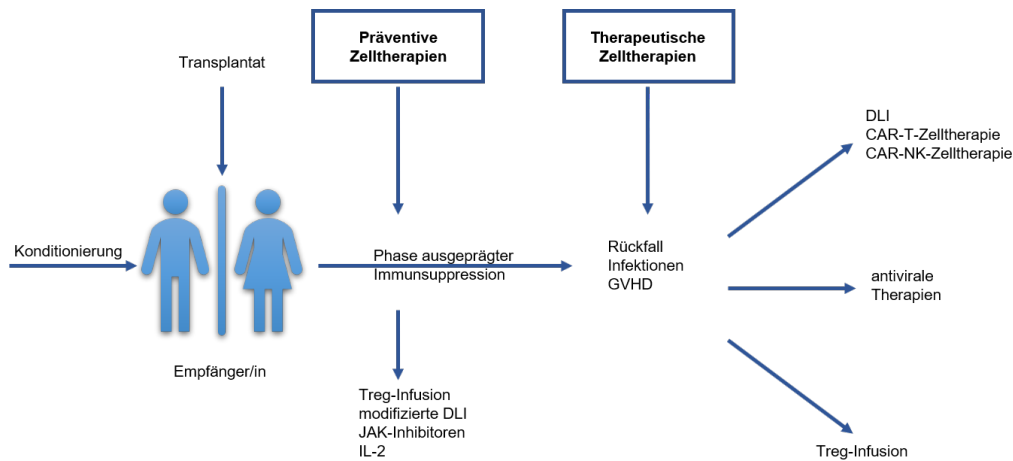 Transplantat
Präventive
Zelltherapien
Therapeutische
Zelltherapien
DLI
CAR-T-Zelltherapie
CAR-NK-Zelltherapie
Konditionierung
Phase ausgeprägter
Immunsuppression
Rückfall
Infektionen
GVHD
antivirale
Therapien
Empfänger/in
Treg-Infusion
modifizierte DLI
JAK-Inhibitoren
IL-2
Treg-Infusion